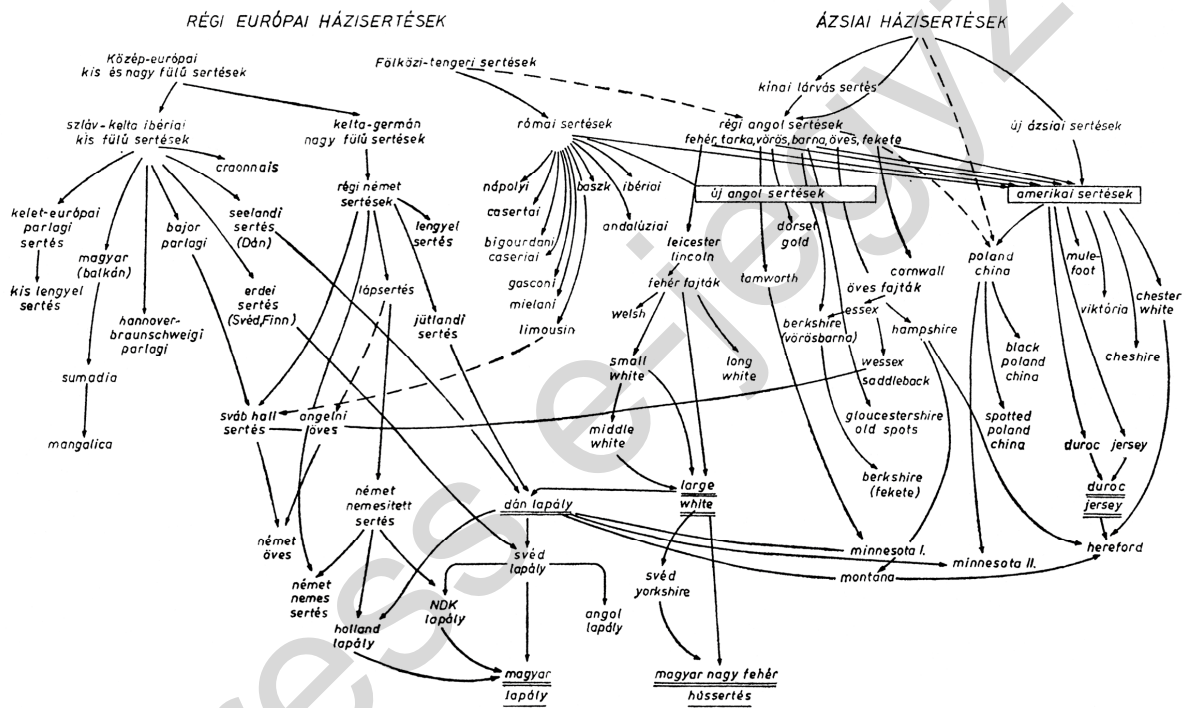 RÉGI EURÓPAI HÁZISERTÉSEK
ÁZSIAI HÁZISERTÉSEK
Közép-európai
kis és nagy fülű sertések
Fölközi-tengeri sertések
kínai lárvás sertés
szláv-kelta ibériai
kis fülű sertések
kelta-germán
nagy fülű sertések
római sertések
régi angol sertések
fehér, tarka, vörös, barna, öves, fekete
új ázsiai sertések
craonnais
kelet-európai
parlagi
sertés
magyar
(balkán)
bajor
parlagi
seelandi
sertés
(Dán)
régi német
sertések
lengyel
sertés
nápolyi
casertai
bigourdani
caseriai
gasconi
mielani
limousin
baszk
ibériai
andalúziai
új angol sertések
amerikai sertések
kis lengyel
sertés
hannover-
braunschweigi
parlagi
erdei
sertés
(Svéd,Finn)
lápsertés
jütlandi
sertés
leicester
lincoln
fehér fajták
welsh
small
white
long
white
dorset
gold
tamworth
cornwall
öves fajták
essex
berkshire
(vörösbarna)
hampshire
wessex
saddleback
poland
china
mule-
foot
viktória
chester
white
cheshire
black
poland
china
spotted
poland
china
sumadia
mangalica
sváb hall
sertés
angelni
öves
middle
white
gloucestershire
old spots
berkshire
(fekete)
duroc
jersey
duroc
jersey
német
nemesített
sertés
dán lapály
large
white
német
öves
svéd
lapály
svéd
yorkshire
minnesota I.
montana
minnesota II.
hereford
német
nemes
sertés
holland
lapály
NDK
lapály
angol
lapály
magyar
lapály
magyar nagy fehér
hússertés
ress e-jegyz